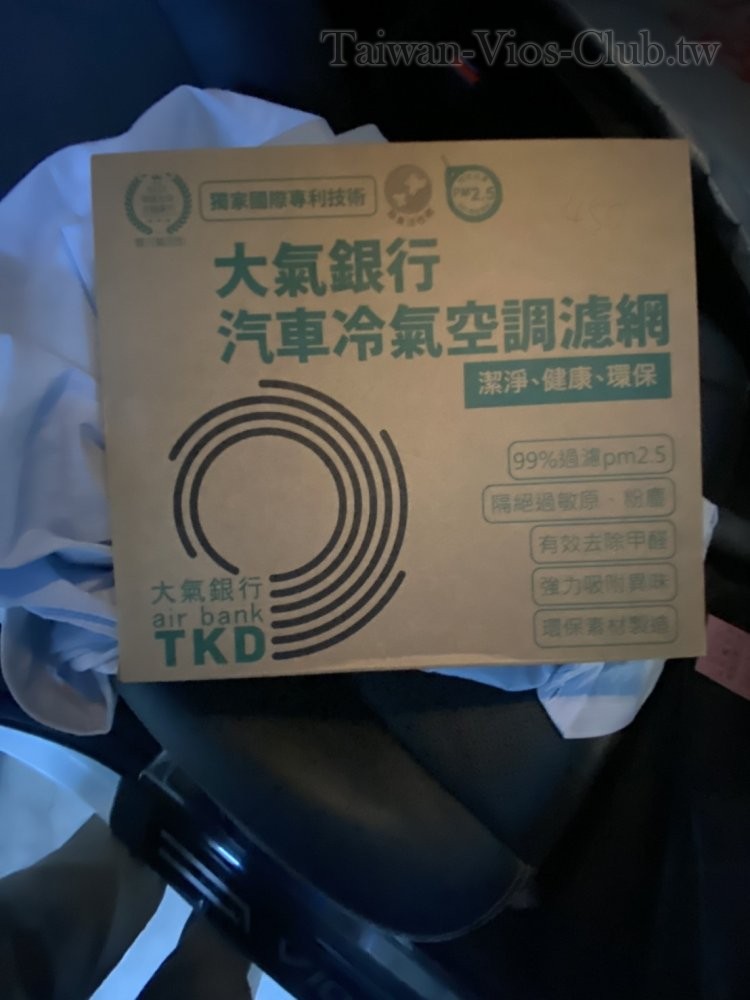 Taiwan-Vios-Club.tw
獨家國際專利技術
PM2.5
大氣銀行
汽車冷氣空調濾網
潔淨、健康、環保
99%過濾pm2.5
隔絕過敏原、粉塵
有效去除甲醛
強力吸附異味
環保素材製造
大氣銀行
air bank
TKD